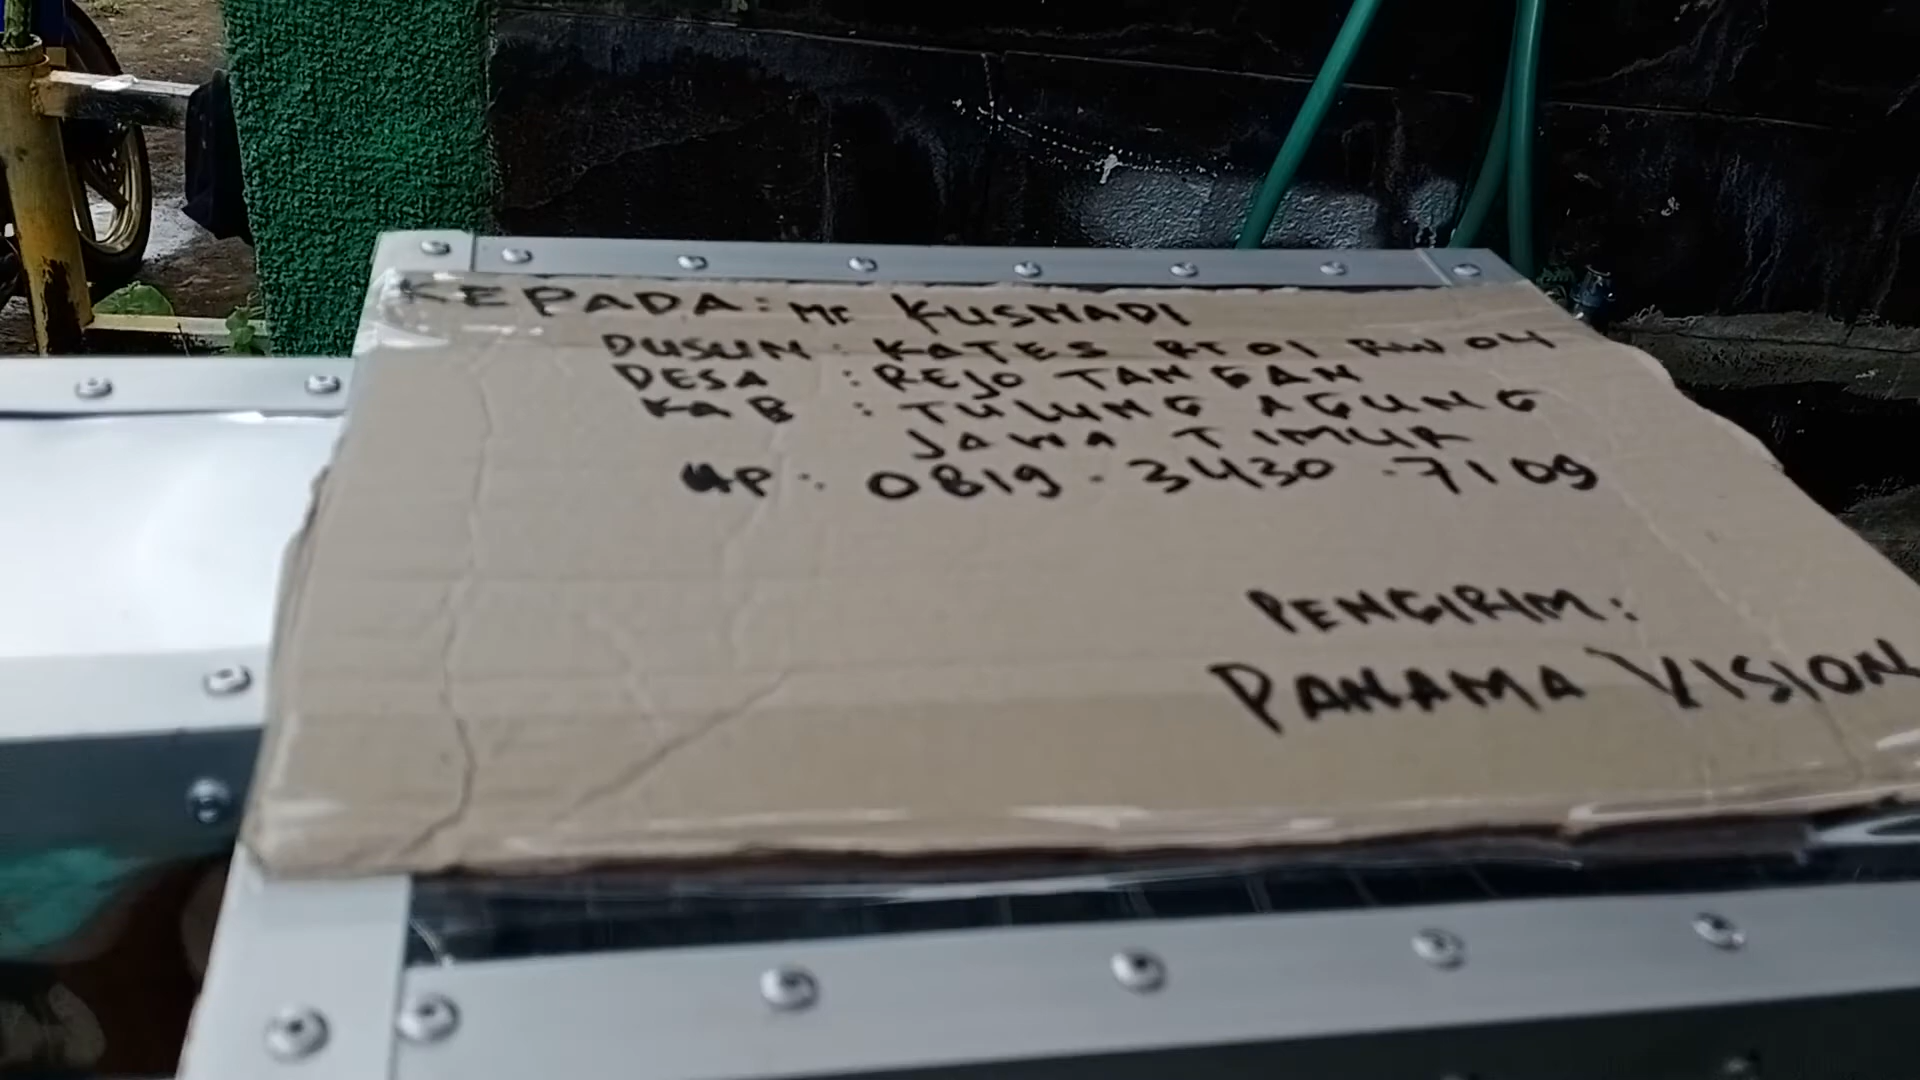 KEPADA: Mr KUSMADI
DUSUN : KATES RT 01 RW 04
DESA : REJO TANGAN
KAB : TULUNG AGUNG
JAWA TIMUR
HP: 0819 - 3430 - 7109
PENGIRIM:
PANAMA VISION